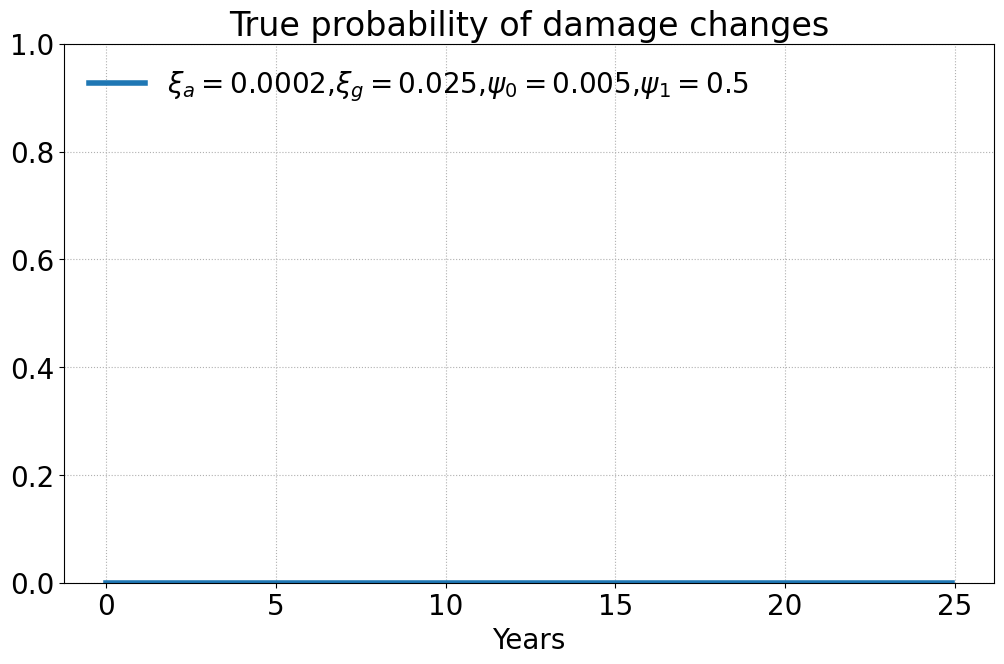 True probability of damage changes
1.0
ξₐ = 0.0002,ξ_g = 0.025,ψ₀ = 0.005,ψ₁ = 0.5
0.8
0.6
0.4
0.2
0.0
0 5 10 15 20 25
Years